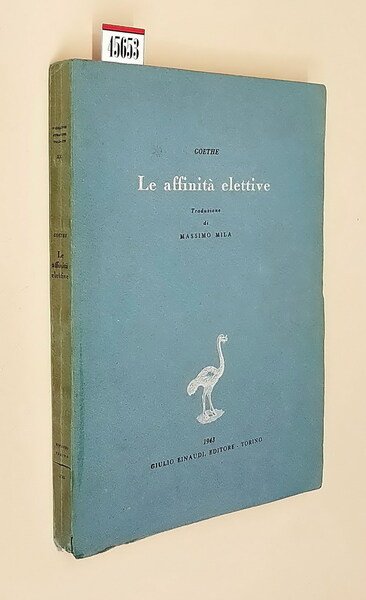 45653
GOETHE
Le affinità elettive
Traduzione
di
MASSIMO MILA
1943
GIULIO EINAUDI, EDITORE - TORINO
GOETHE
Le
affinità
elettive